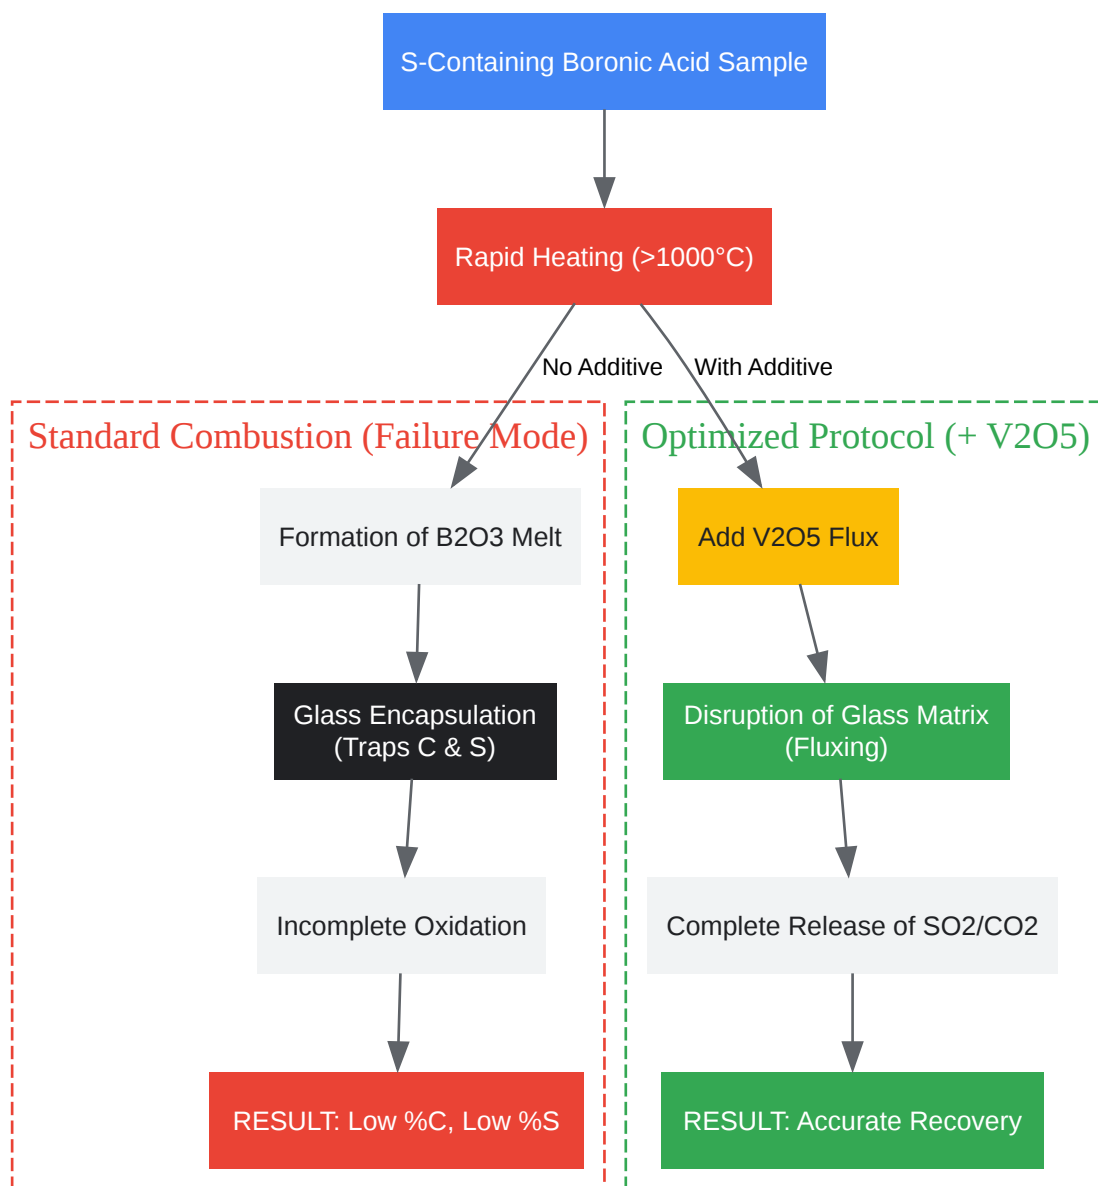 S-Containing Boronic Acid Sample
Rapid Heating (>1000°C)
No Additive
With Additive
Standard Combustion (Failure Mode)
Formation of B2O3 Melt
Glass Encapsulation
(Traps C & S)
Incomplete Oxidation
RESULT: Low %C, Low %S
Optimized Protocol (+ V2O5)
Add V2O5 Flux
Disruption of Glass Matrix
(Fluxing)
Complete Release of SO2/CO2
RESULT: Accurate Recovery